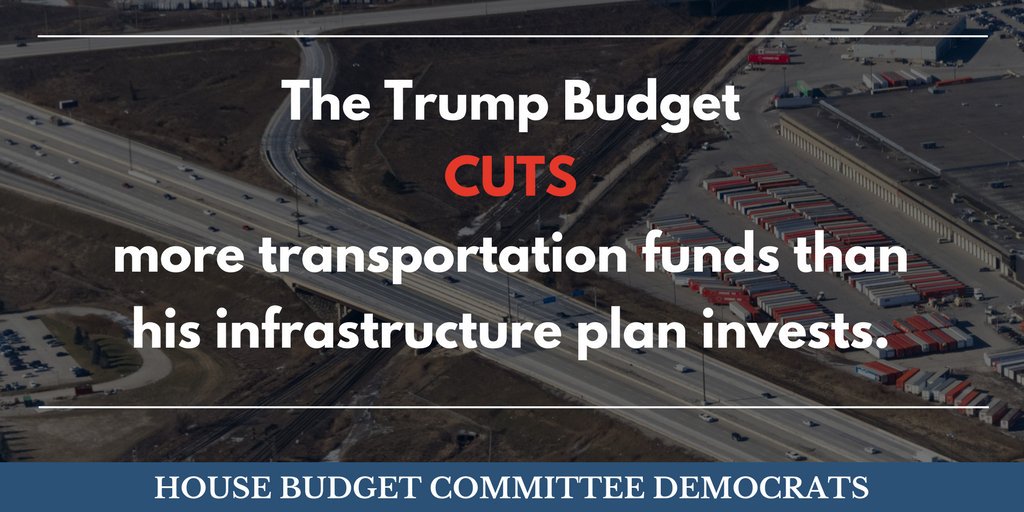 The Trump Budget
CUTS
more transportation funds than
his infrastructure plan invests.
HOUSE BUDGET COMMITTEE DEMOCRATS